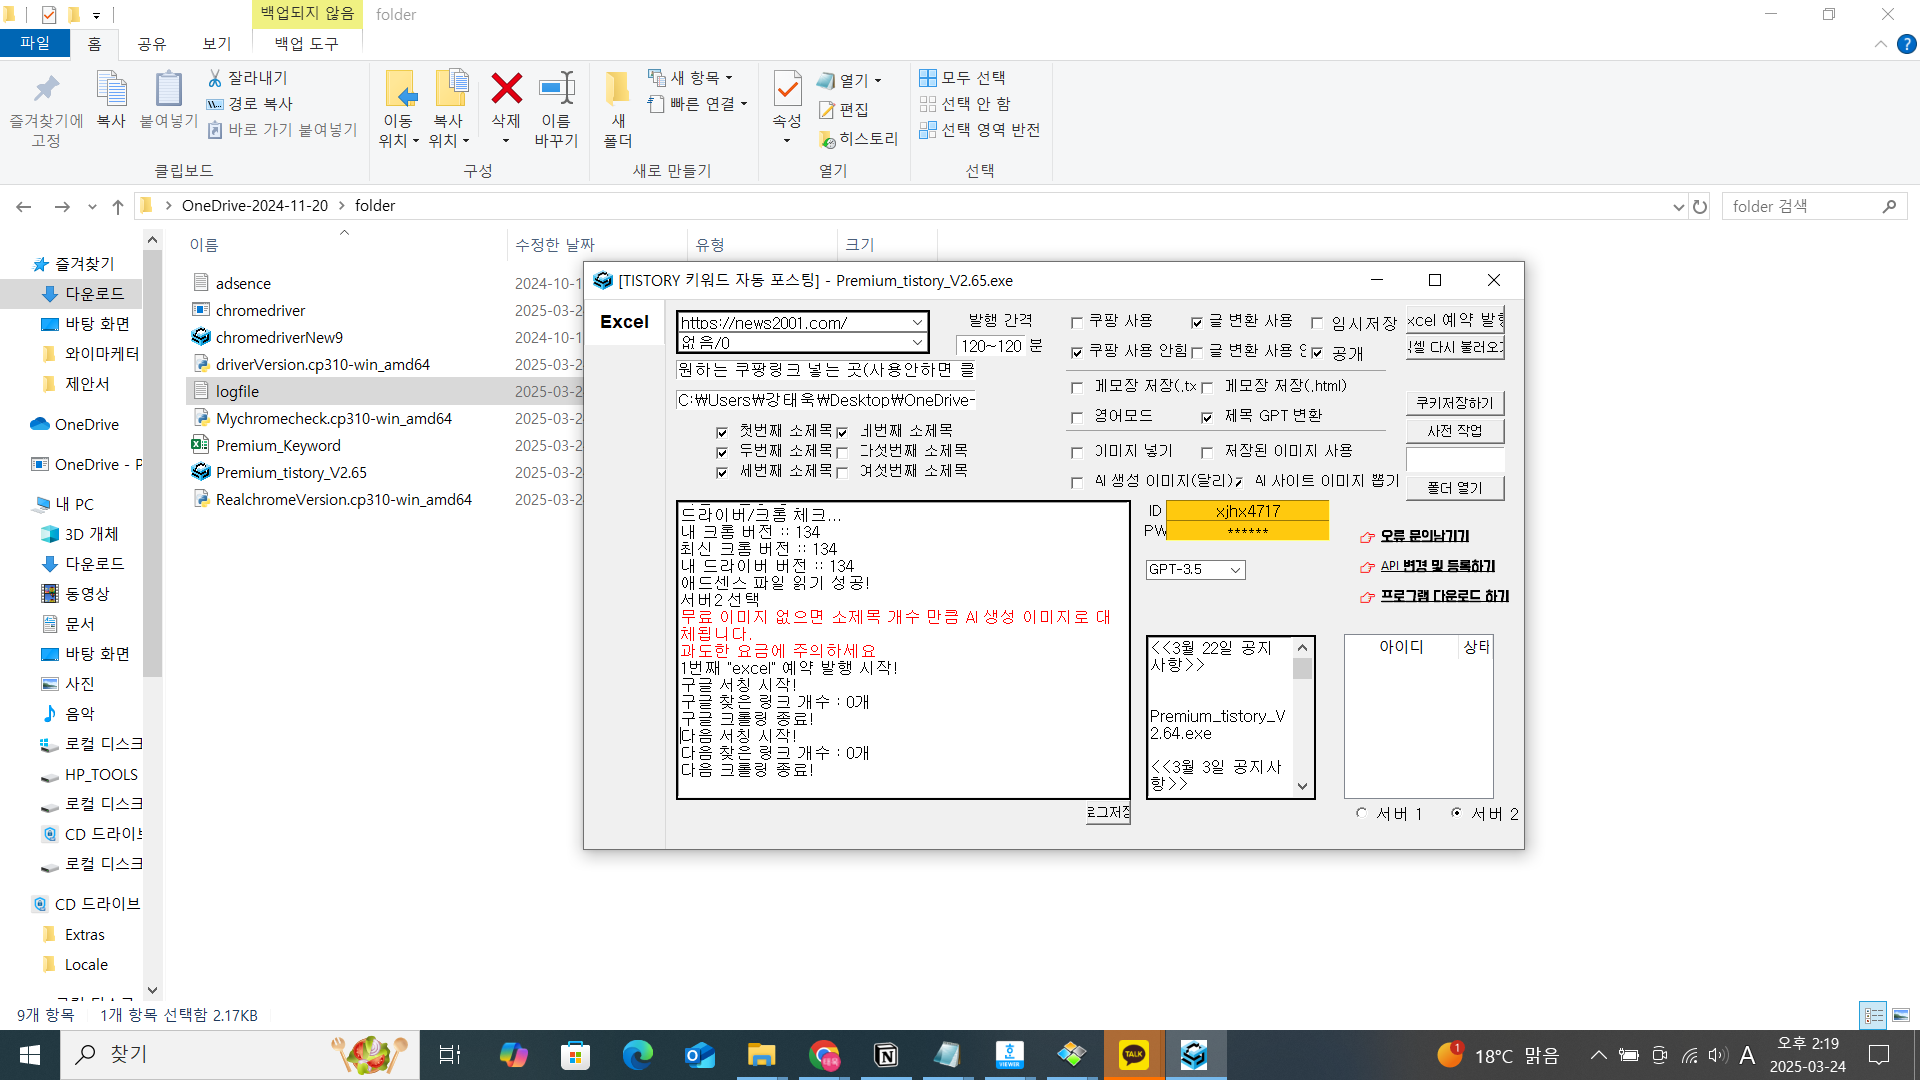 백업되지 않음
folder
파일
홈
공유
보기
백업 도구
즐겨찾기에
고정
복사
붙여넣기
잘라내기
경로 복사
바로 가기 붙여넣기
클립보드
이동
위치
복사
위치
삭제
이름
바꾸기
구성
새
폴더
새 항목
빠른 연결
새로 만들기
속성
열기
편집
히스토리
열기
모두 선택
선택 안 함
선택 영역 반전
선택
OneDrive-2024-11-20 > folder
folder 검색
즐겨찾기
다운로드
바탕 화면
와이마케터
제안서
OneDrive
OneDrive - P
내 PC
3D 개체
다운로드
동영상
문서
바탕 화면
사진
음악
로컬 디스크
HP_TOOLS
로컬 디스크
CD 드라이브
로컬 디스크
CD 드라이브
Extras
Locale
이름
수정한 날짜
유형
크기
adsence
2024-10-1
chromedriver
2025-03-2
chromedriverNew9
2024-10-1
driverVersion.cp310-win_amd64
2025-03-2
logfile
2025-03-2
Mychromecheck.cp310-win_amd64
2025-03-2
Premium_Keyword
2025-03-2
Premium_tistory_V2.65
2025-03-2
RealchromeVersion.cp310-win_amd64
2025-03-2
[TISTORY 키워드 자동 포스팅] - Premium_tistory_V2.65.exe
Excel
https://news2001.com/
없음/0
발행 간격
120~120 분
원하는 쿠팡링크 넣는 곳(사용안하면 클
C:₩Users₩강태욱₩Desktop₩OneDrive-
첫번째 소제목
네번째 소제목
두번째 소제목
다섯번째 소제목
세번째 소제목
여섯번째 소제목
쿠팡 사용
글 변환 사용
임시저장
쿠팡 사용 안함
글 변환 사용
공개
메모장 저장(.tx
메모장 저장(.html)
영어모드
제목 GPT 변환
이미지 넣기
저장된 이미지 사용
AI 생성 이미지(달리)
AI 사이트 이미지 뽑기
xcel 예약 발행
엑셀 다시 불러오
쿠키저장하기
사전 작업
폴더 열기
드라이버/크롬 체크...
내 크롬 버전 :: 134
최신 크롬 버전 :: 134
내 드라이버 버전 :: 134
애드센스 파일 읽기 성공!
서버2 선택
무료 이미지 없으면 소제목 개수 만큼 AI 생성 이미지로 대
체됩니다.
과도한 요금에 주의하세요
1번째 "excel" 예약 발행 시작!
구글 서칭 시작!
구글 찾은 링크 개수 : 0개
구글 크롤링 종료!
다음 서칭 시작!
다음 찾은 링크 개수 : 0개
다음 크롤링 종료!
로그저장
ID
xjhx4717
PW
******
GPT-3.5
오류 문의남기기
API 변경 및 등록하기
프로그램 다운로드 하기
<<3월 22일 공지
사항>>
Premium_tistory_V
2.64.exe
<<3월 3일 공지사
항>>
아이디
상태
서버 1
서버 2
9개 항목
1개 항목 선택함 2.17KB
찾기
TALK
1
18°C 맑음
A
오후 2:19
2025-03-24